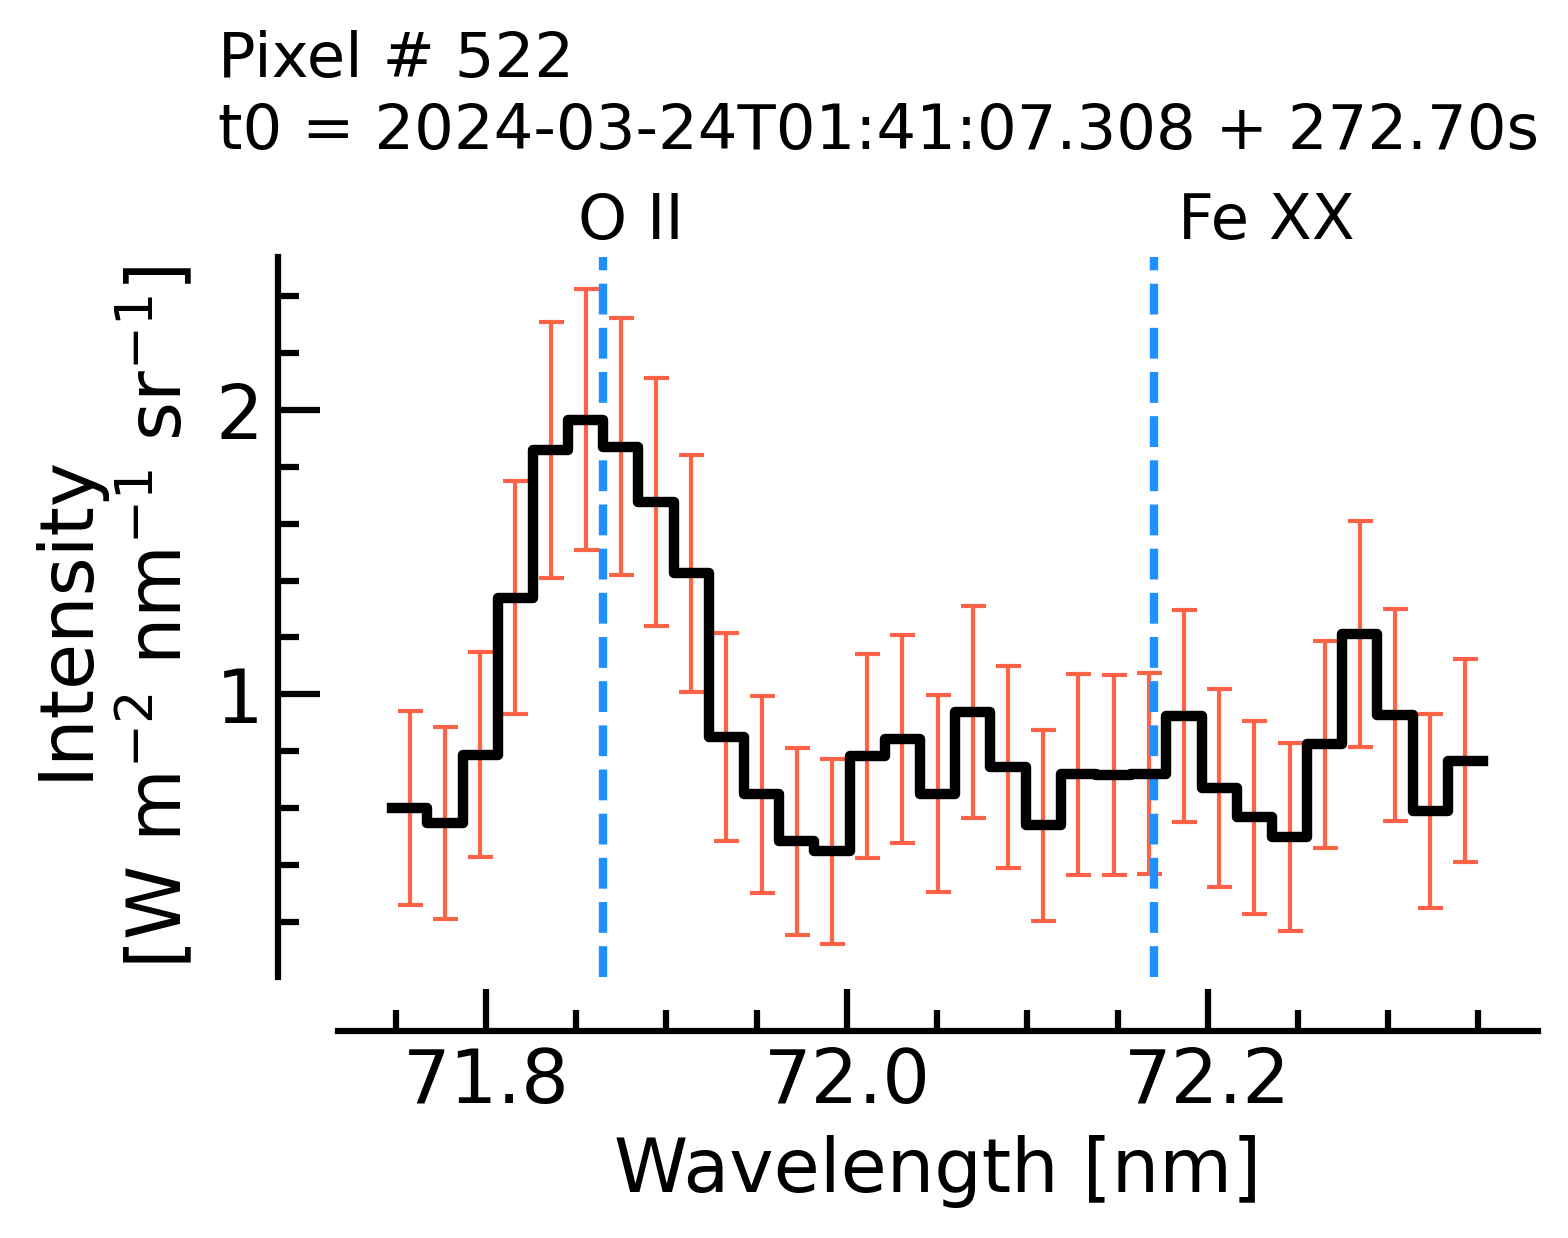 Pixel # 522
t0 = 2024-03-24T01:41:07.308 + 272.70s
O II
Fe XX
Intensity
[W m⁻² nm⁻¹ sr⁻¹]
2
1
71.8
72.0
72.2
Wavelength [nm]